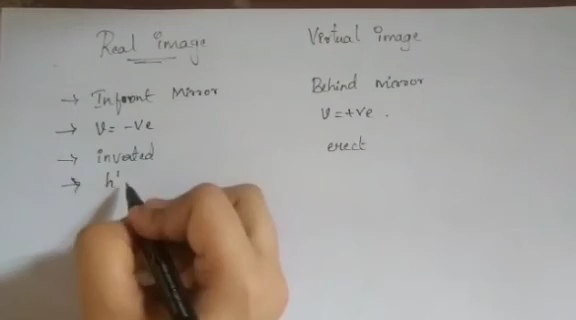 Real image
Virtual image
→ Infront Mirror
Behind mirror
→ v = -ve
v = +ve.
→ inverted
erect
→ h'